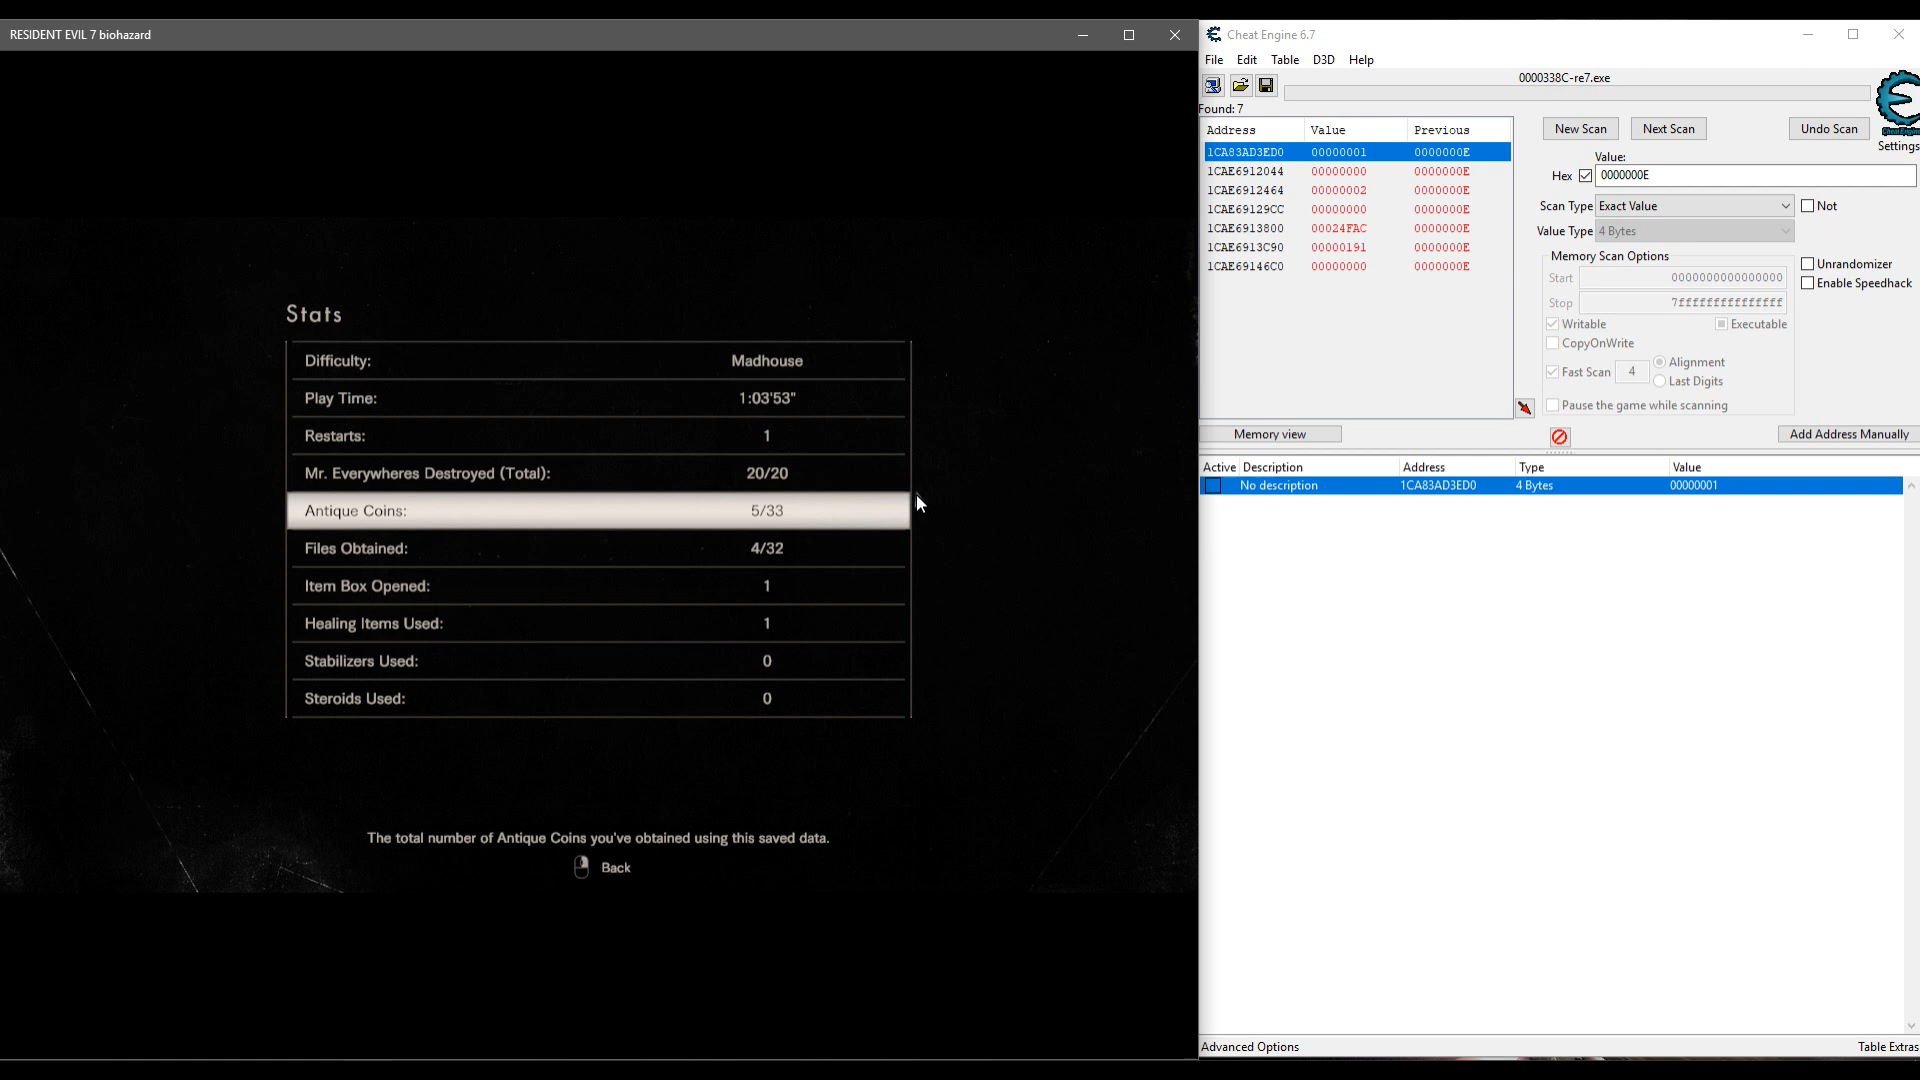 RESIDENT EVIL 7 biohazard
Stats
Difficulty: Madhouse
Play Time: 1:03'53"
Restarts: 1
Mr. Everywheres Destroyed (Total): 20/20
Antique Coins: 5/33
Files Obtained: 4/32
Item Box Opened: 1
Healing Items Used: 1
Stabilizers Used: 0
Steroids Used: 0
The total number of Antique Coins you've obtained using this saved data.
Back
Cheat Engine 6.7
File Edit Table D3D Help
0000338C-re7.exe
Found: 7
Address Value Previous
1CA83AD3ED0 00000001 0000000E
1CAE6912044 00000000 0000000E
1CAE6912464 00000002 0000000E
1CAE69129CC 00000000 0000000E
1CAE6913800 00024FAC 0000000E
1CAE6913C90 00000191 0000000E
1CAE69146C0 00000000 0000000E
New Scan Next Scan Undo Scan
Cheat Engine
Settings
Value:
Hex 0000000E
Scan Type Exact Value Not
Value Type 4 Bytes
Memory Scan Options
Start 0000000000000000
Stop 7fffffffffffffff
Unrandomizer
Enable Speedhack
Writable Executable
CopyOnWrite
Fast Scan 4 Alignment
Last Digits
Pause the game while scanning
Memory view Add Address Manually
Active Description Address Type Value
No description 1CA83AD3ED0 4 Bytes 00000001
Advanced Options Table Extras